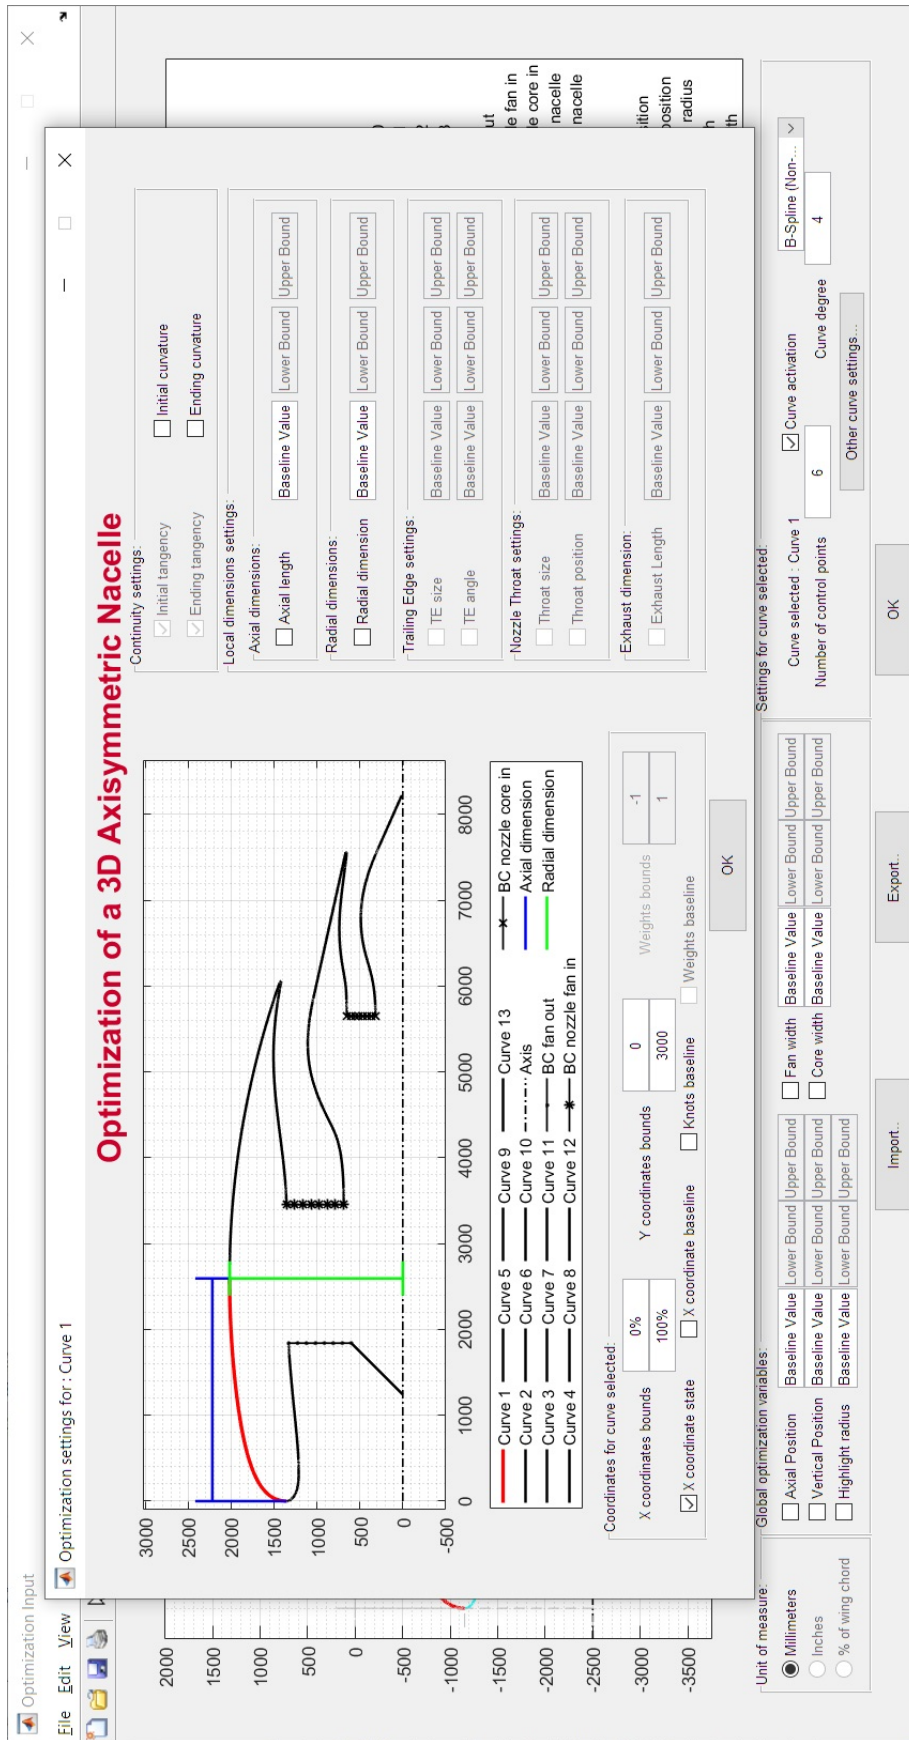 Optimization Input
File Edit View
Optimization settings for : Curve 1
Optimization of a 3D Axisymmetric Nacelle
3000
2500
2000
1500
1000
500
0
-500
0 1000 2000 3000 4000 5000 6000 7000 8000
Curve 1 Curve 5 Curve 9 Curve 13 BC nozzle core in
Curve 2 Curve 6 Curve 10 Axis Axial dimension
Curve 3 Curve 7 Curve 11 BC fan out Radial dimension
Curve 4 Curve 8 Curve 12 BC nozzle fan in
Coordinates for curve selected:
X coordinates bounds 0% 100% Y coordinates bounds 0 3000 Weights bounds -1 1
X coordinate state X coordinate baseline Knots baseline Weights baseline
OK
Continuity settings:
Initial tangency Initial curvature
Ending tangency Ending curvature
Local dimensions settings:
Axial dimensions:
Axial length Baseline Value Lower Bound Upper Bound
Radial dimensions:
Radial dimension Baseline Value Lower Bound Upper Bound
Trailing Edge settings:
TE size Baseline Value Lower Bound Upper Bound
TE angle Baseline Value Lower Bound Upper Bound
Nozzle Throat settings:
Throat size Baseline Value Lower Bound Upper Bound
Throat position Baseline Value Lower Bound Upper Bound
Exhaust dimension:
Exhaust Length Baseline Value Lower Bound Upper Bound
2000
1500
1000
500
0
-500
-1000
-1500
-2000
-2500
-3000
-3500
ut
le fan in
le core in
nacelle
nacelle
sition
position
radius
h
th
Unit of measure:
Millimeters
Inches
% of wing chord
Global optimization variables:
Axial Position Baseline Value Lower Bound Upper Bound Fan width Baseline Value Lower Bound Upper Bound
Vertical Position Baseline Value Lower Bound Upper Bound Core width Baseline Value Lower Bound Upper Bound
Highlight radius Baseline Value Lower Bound Upper Bound
Settings for curve selected:
Curve selected : Curve 1 Curve activation B-Spline (Non-...
Number of control points 6 Curve degree 4
Other curve settings...
Import.. Export.. OK